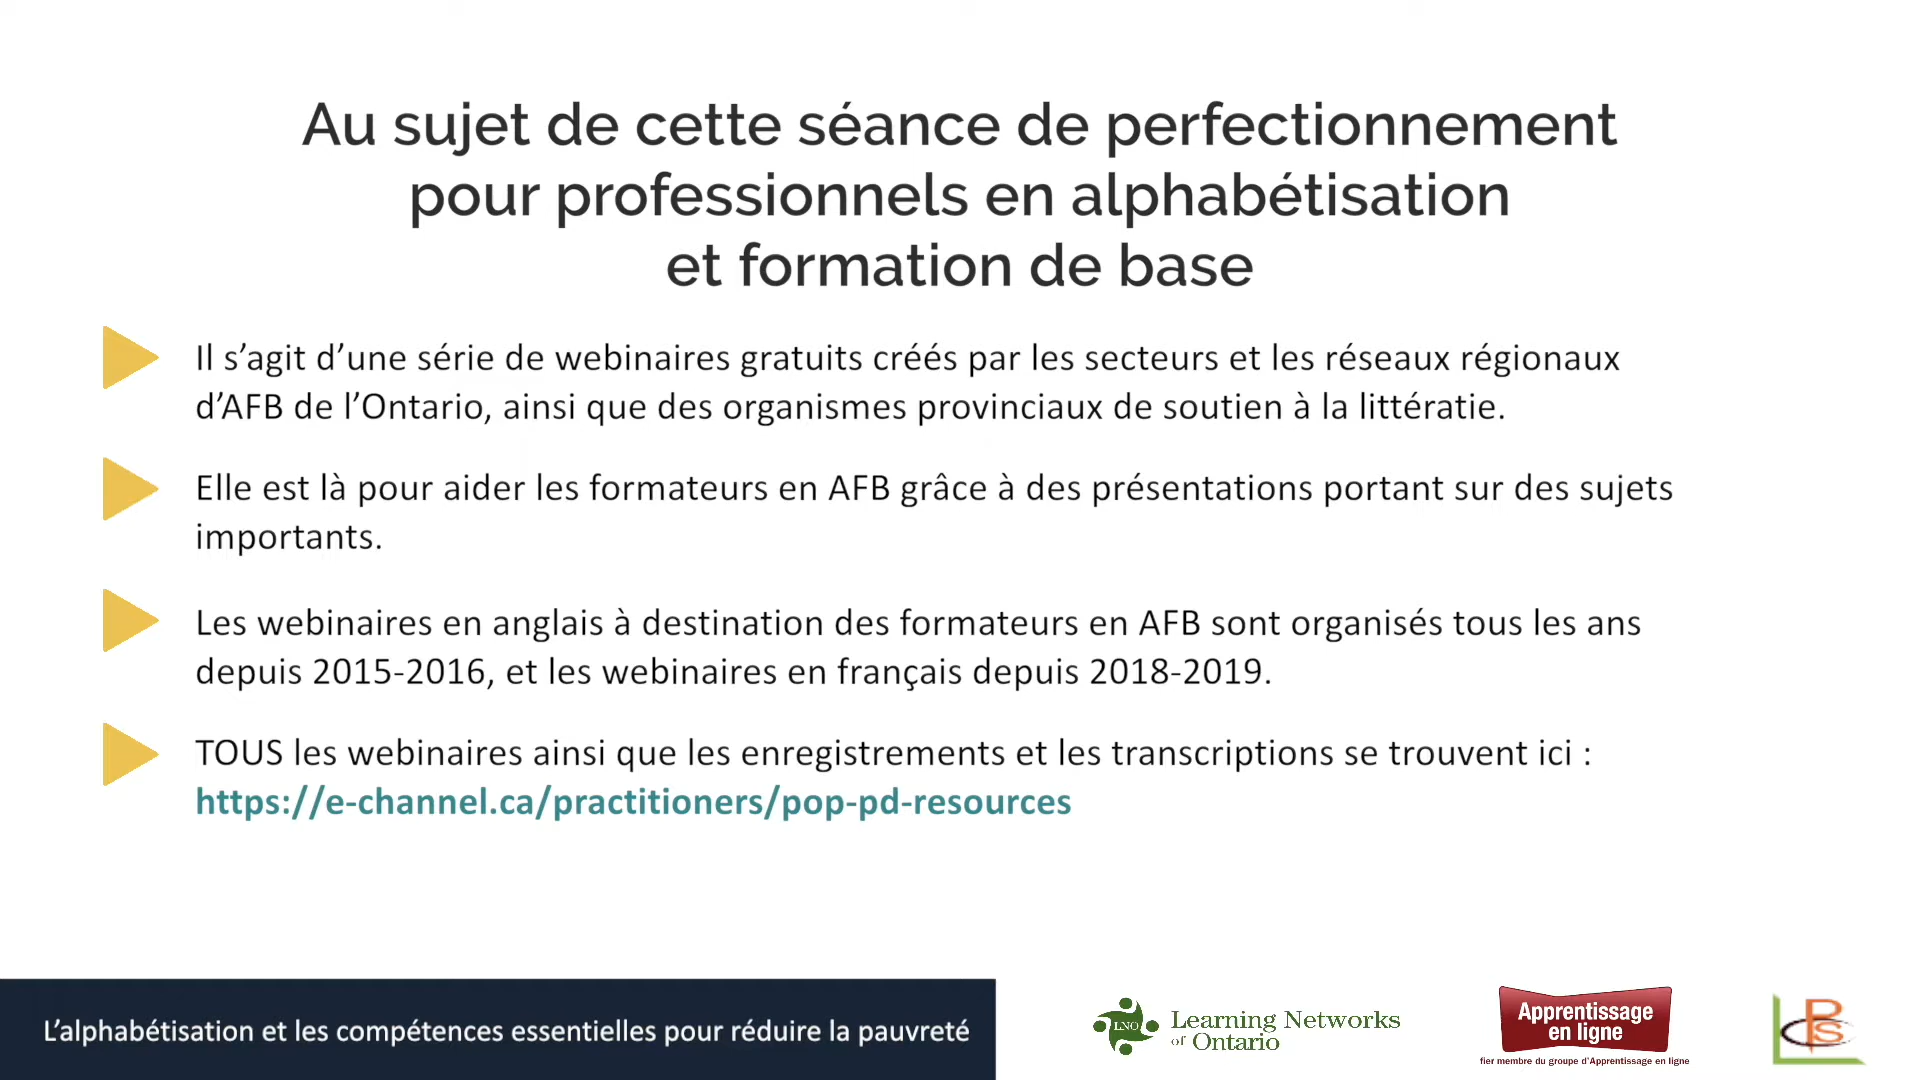 Au sujet de cette séance de perfectionnement
pour professionnels en alphabétisation
et formation de base
Il s’agit d’une série de webinaires gratuits créés par les secteurs et les réseaux régionaux
d’AFB de l’Ontario, ainsi que des organismes provinciaux de soutien à la littératie.
Elle est là pour aider les formateurs en AFB grâce à des présentations portant sur des sujets
importants.
Les webinaires en anglais à destination des formateurs en AFB sont organisés tous les ans
depuis 2015-2016, et les webinaires en français depuis 2018-2019.
TOUS les webinaires ainsi que les enregistrements et les transcriptions se trouvent ici :
https://e-channel.ca/practitioners/pop-pd-resources
L’alphabétisation et les compétences essentielles pour réduire la pauvreté
LNO
Learning Networks
of Ontario
Apprentissage
en ligne
fier membre du groupe d’Apprentissage en ligne